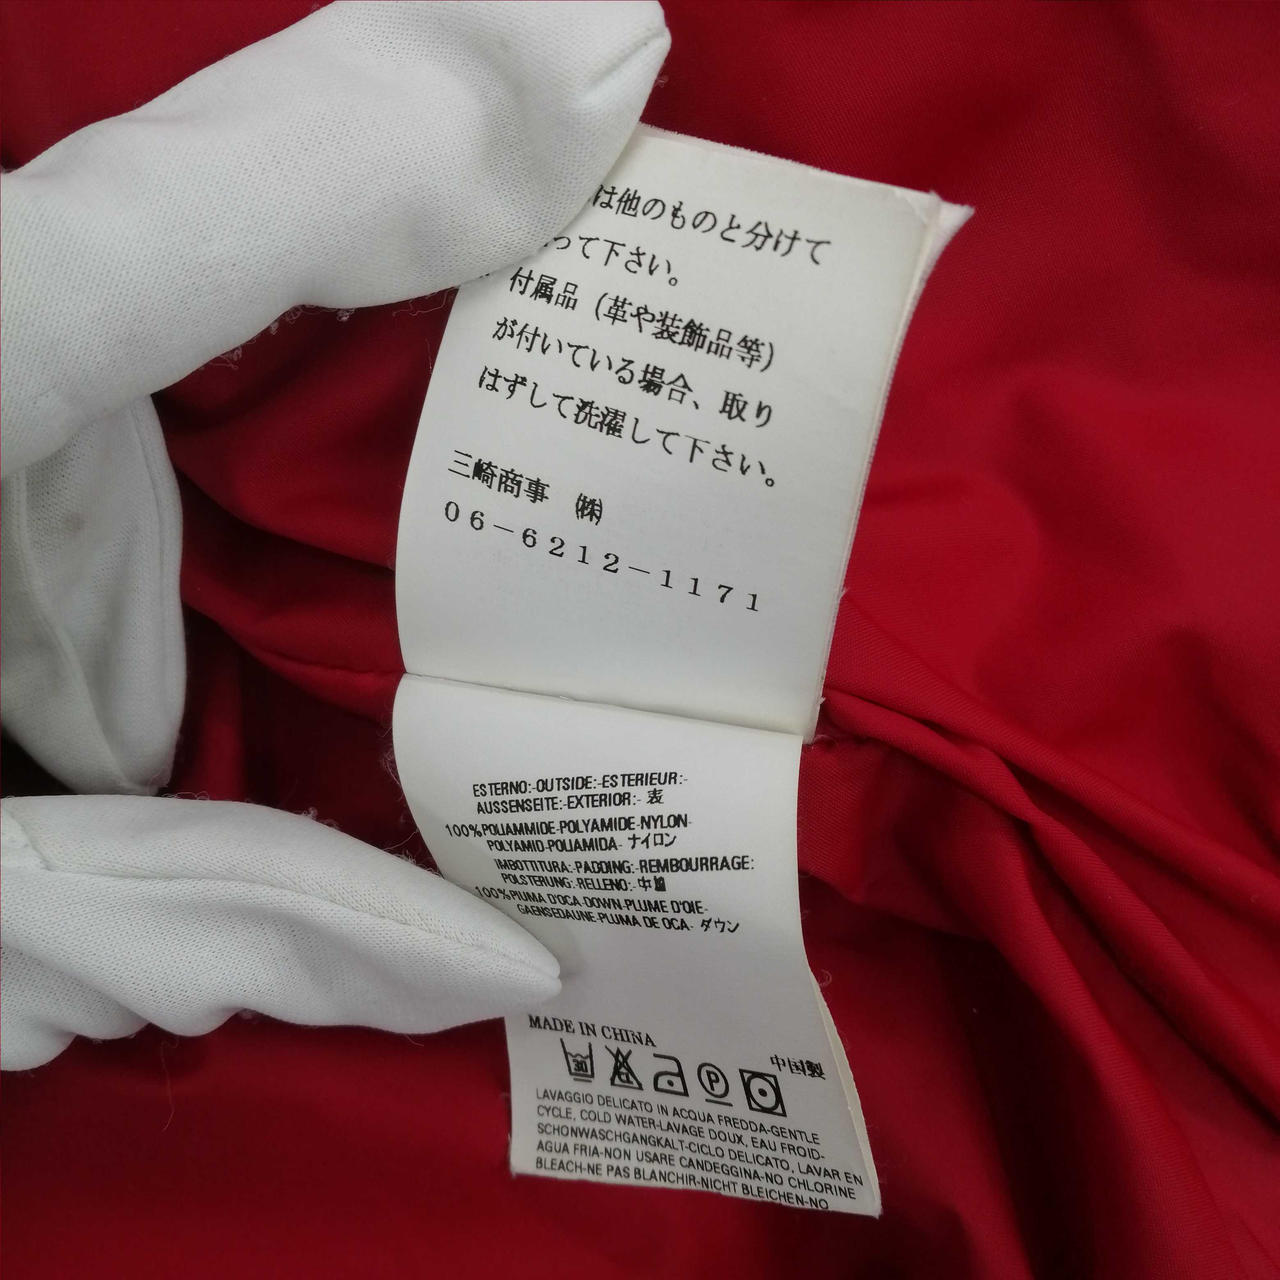 は他のものと分けて
って下さい。
付属品（革や装飾品等）
が付いている場合、取り
はずして洗濯して下さい。
三崎商事 ㈱
06-6212-1171
ESTERNO:-OUTSIDE:-ESTERIEUR:-
AUSSENSEITE:-EXTERIOR:- 表
100%POLIAMMIDE-POLYAMIDE-NYLON-
POLYAMID-POLIAMIDA- ナイロン
IMBOTTITURA:-PADDING:-REMBOURRAGE:
POLSTERUNG:-RELLENO:- 中
100%PIUMA D'OCA-DOWN-PLUME D'OIE-
GAENSEDAUNE-PLUMA DE OCA- ダウン
MADE IN CHINA
中国製
30 CL P
LAVAGGIO DELICATO IN ACQUA FREDDA-GENTLE
CYCLE, COLD WATER-LAVAGE DOUX, EAU FROID-
SCHONWASCHGANGKALT-CICLO DELICATO, LAVAR EN
AGUA FRIA-NON USARE CANDEGGINA-NO CHLORINE
BLEACH-NE PAS BLANCHIR-NICHT BLEICHEN-NO